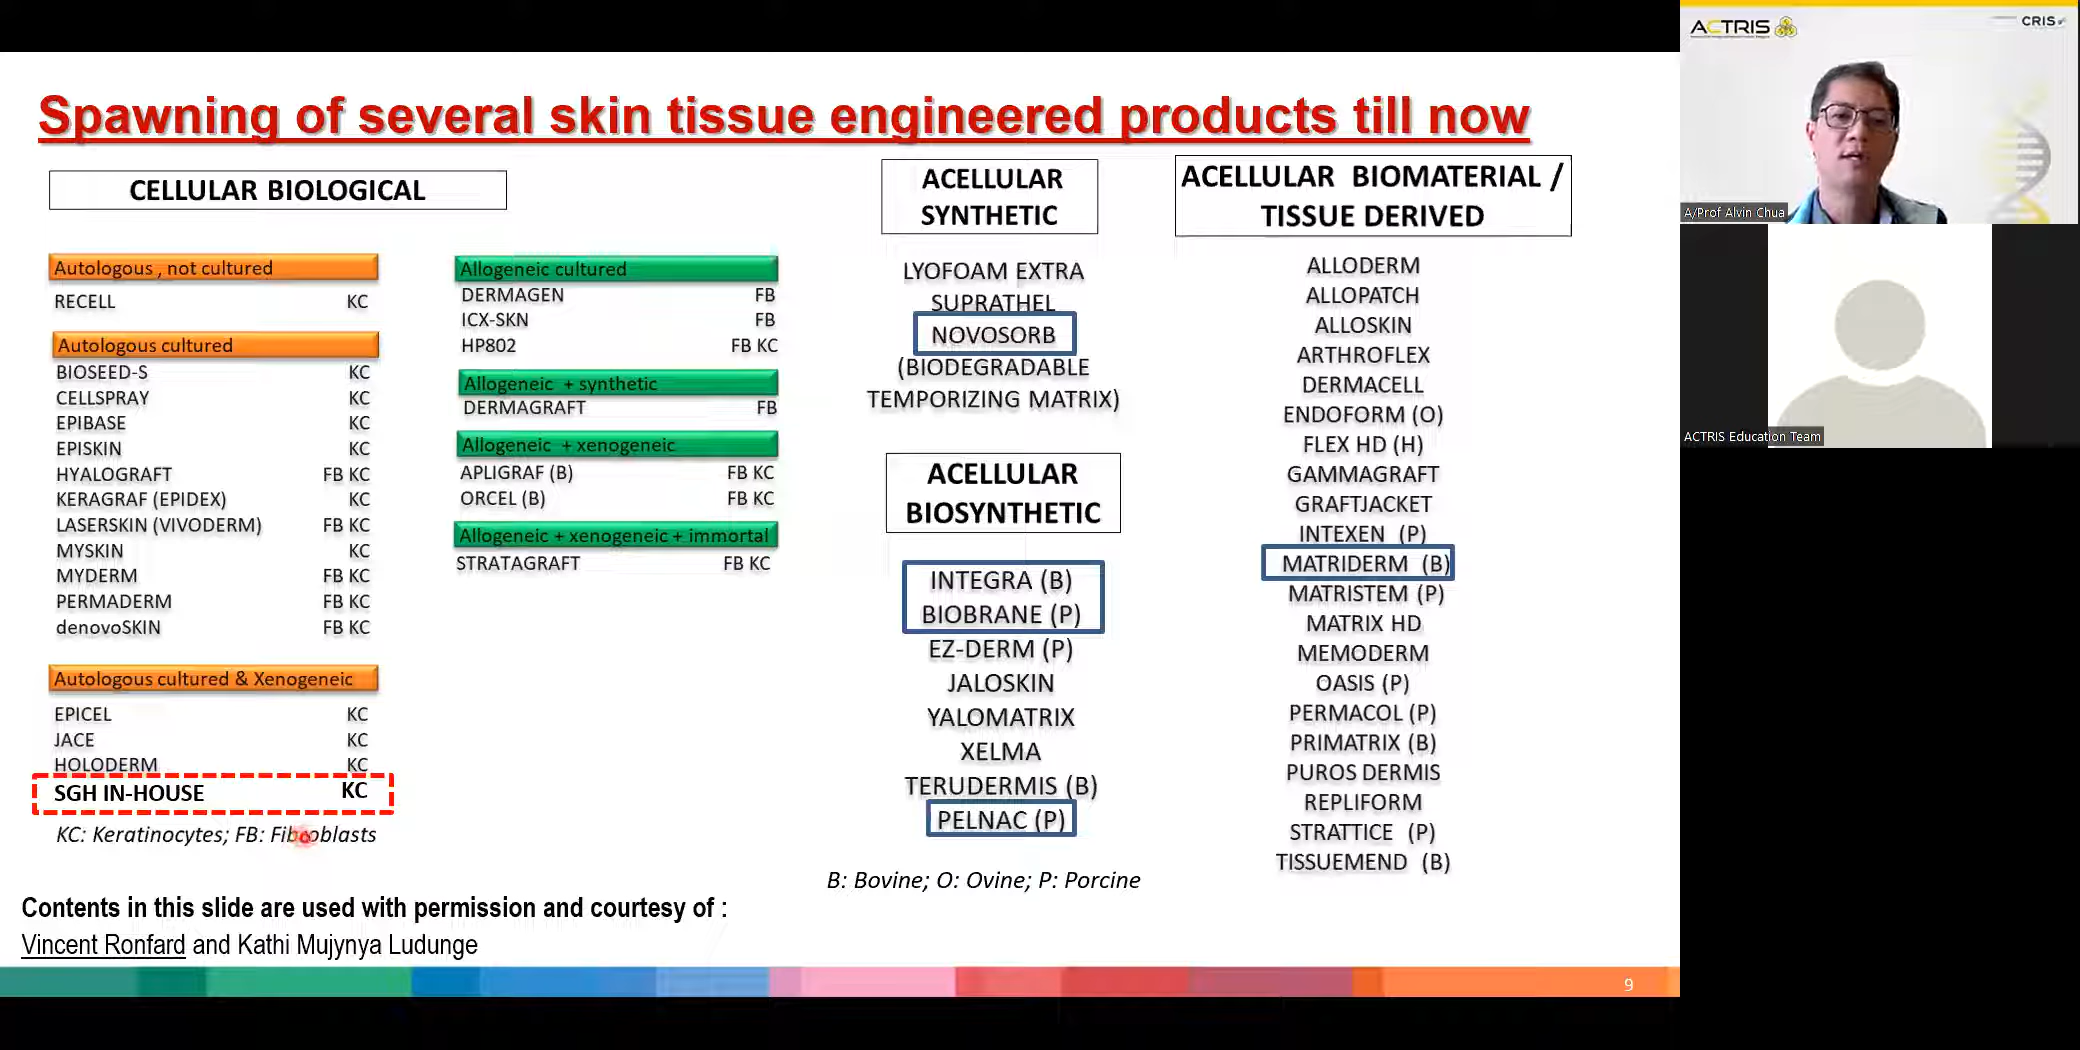 Spawning of several skin tissue engineered products till now
CELLULAR BIOLOGICAL
Autologous , not cultured
RECELL KC
Autologous cultured
BIOSEED-S KC
CELLSPRAY KC
EPIBASE KC
EPISKIN KC
HYALOGRAFT FB KC
KERAGRAF (EPIDEX) KC
LASERSKIN (VIVODERM) FB KC
MYSKIN KC
MYDERM FB KC
PERMADERM FB KC
denovoSKIN FB KC
Autologous cultured & Xenogeneic
EPICEL KC
JACE KC
HOLODERM KC
SGH IN-HOUSE KC
KC: Keratinocytes; FB: Fibroblasts
Allogeneic cultured
DERMAGEN FB
ICX-SKN FB
HP802 FB KC
Allogeneic + synthetic
DERMAGRAFT FB
Allogeneic + xenogeneic
APLIGRAF (B) FB KC
ORCEL (B) FB KC
Allogeneic + xenogeneic + immortal
STRATAGRAFT FB KC
ACELLULAR
SYNTHETIC
LYOFOAM EXTRA
SUPRATHEL
NOVOSORB
(BIODEGRADABLE
TEMPORIZING MATRIX)
ACELLULAR
BIOSYNTHETIC
INTEGRA (B)
BIOBRANE (P)
EZ-DERM (P)
JALOSKIN
YALOMATRIX
XELMA
TERUDERMIS (B)
PELNAC (P)
B: Bovine; O: Ovine; P: Porcine
ACELLULAR BIOMATERIAL /
TISSUE DERIVED
ALLODERM
ALLOPATCH
ALLOSKIN
ARTHROFLEX
DERMACELL
ENDOFORM (O)
FLEX HD (H)
GAMMAGRAFT
GRAFTJACKET
INTEXEN (P)
MATRIDERM (B)
MATRISTEM (P)
MATRIX HD
MEMODERM
OASIS (P)
PERMACOL (P)
PRIMATRIX (B)
PUROS DERMIS
REPLIFORM
STRATTICE (P)
TISSUEMEND (B)
Contents in this slide are used with permission and courtesy of :
Vincent Ronfard and Kathi Mujynya Ludunge
9
ACTRIS
CRIS
A/Prof Alvin Chua
ACTRIS Education Team